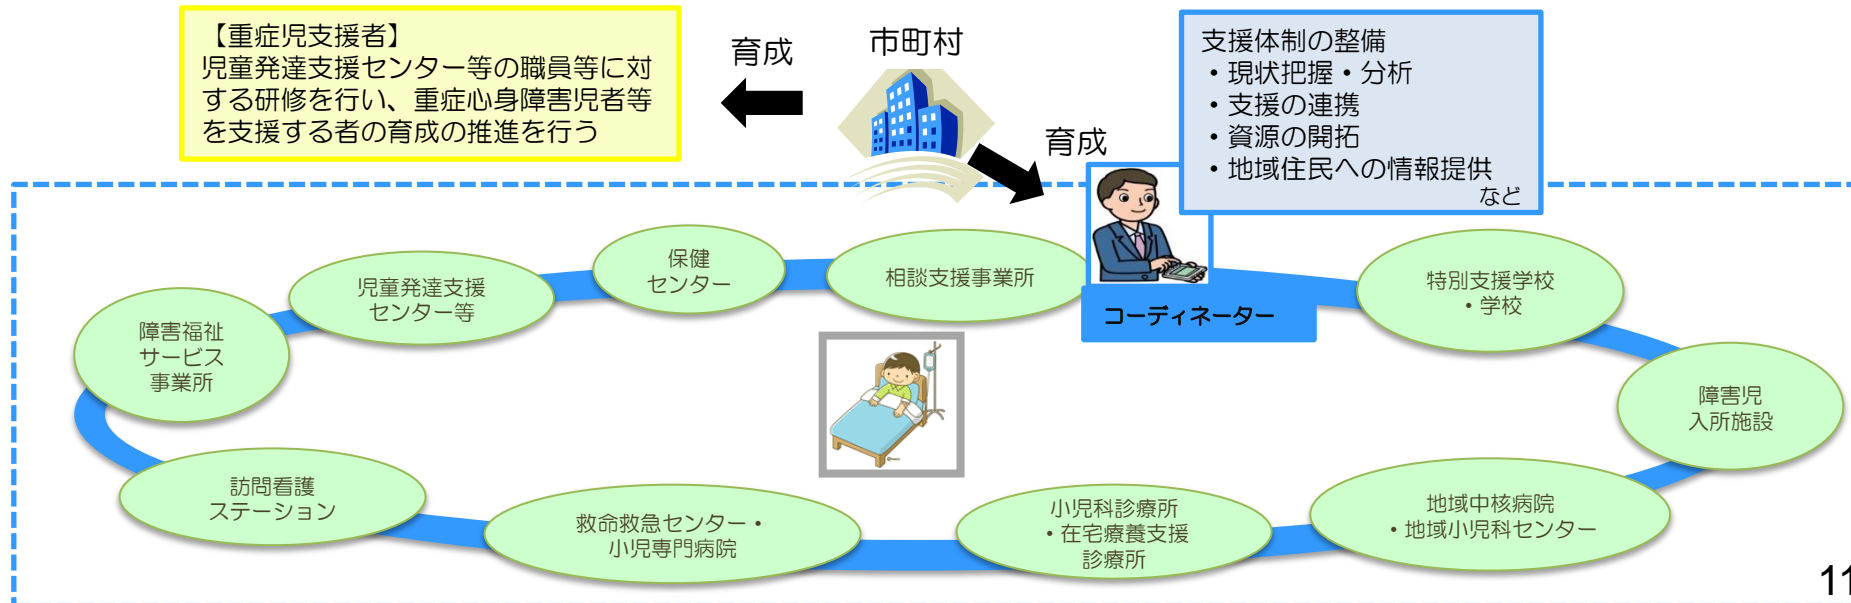 【重症児支援者】
児童発達支援センター等の職員等に対
する研修を行い、重症心身障害児者等
を支援する者の育成の推進を行う
育成
市町村
育成
支援体制の整備
・現状把握・分析
・支援の連携
・資源の開拓
・地域住民への情報提供
など
コーディネーター
障害福祉
サービス
事業所
児童発達支援
センター等
保健
センター
相談支援事業所
特別支援学校
・学校
障害児
入所施設
訪問看護
ステーション
救命救急センター・
小児専門病院
小児科診療所
・在宅療養支援
診療所
地域中核病院
・地域小児科センター
11